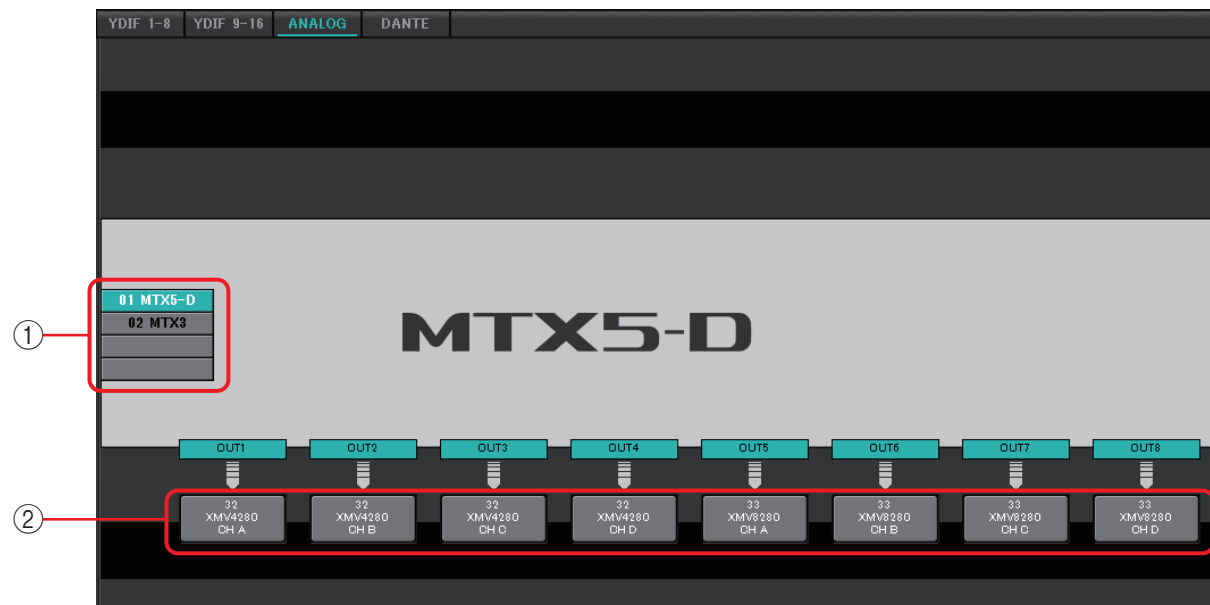 YDIF 1-8 YDIF 9-16 ANALOG DANTE
① 01 MTX5-D
02 MTX3
MTX5-D
OUT1 OUT2 OUT3 OUT4 OUT5 OUT6 OUT7 OUT8
② 32 32 32 32 33 33 33 33
XMV4280 XMV4280 XMV4280 XMV4280 XMV8280 XMV8280 XMV8280 XMV8280
CH A CH B CH C CH D CH A CH B CH C CH D